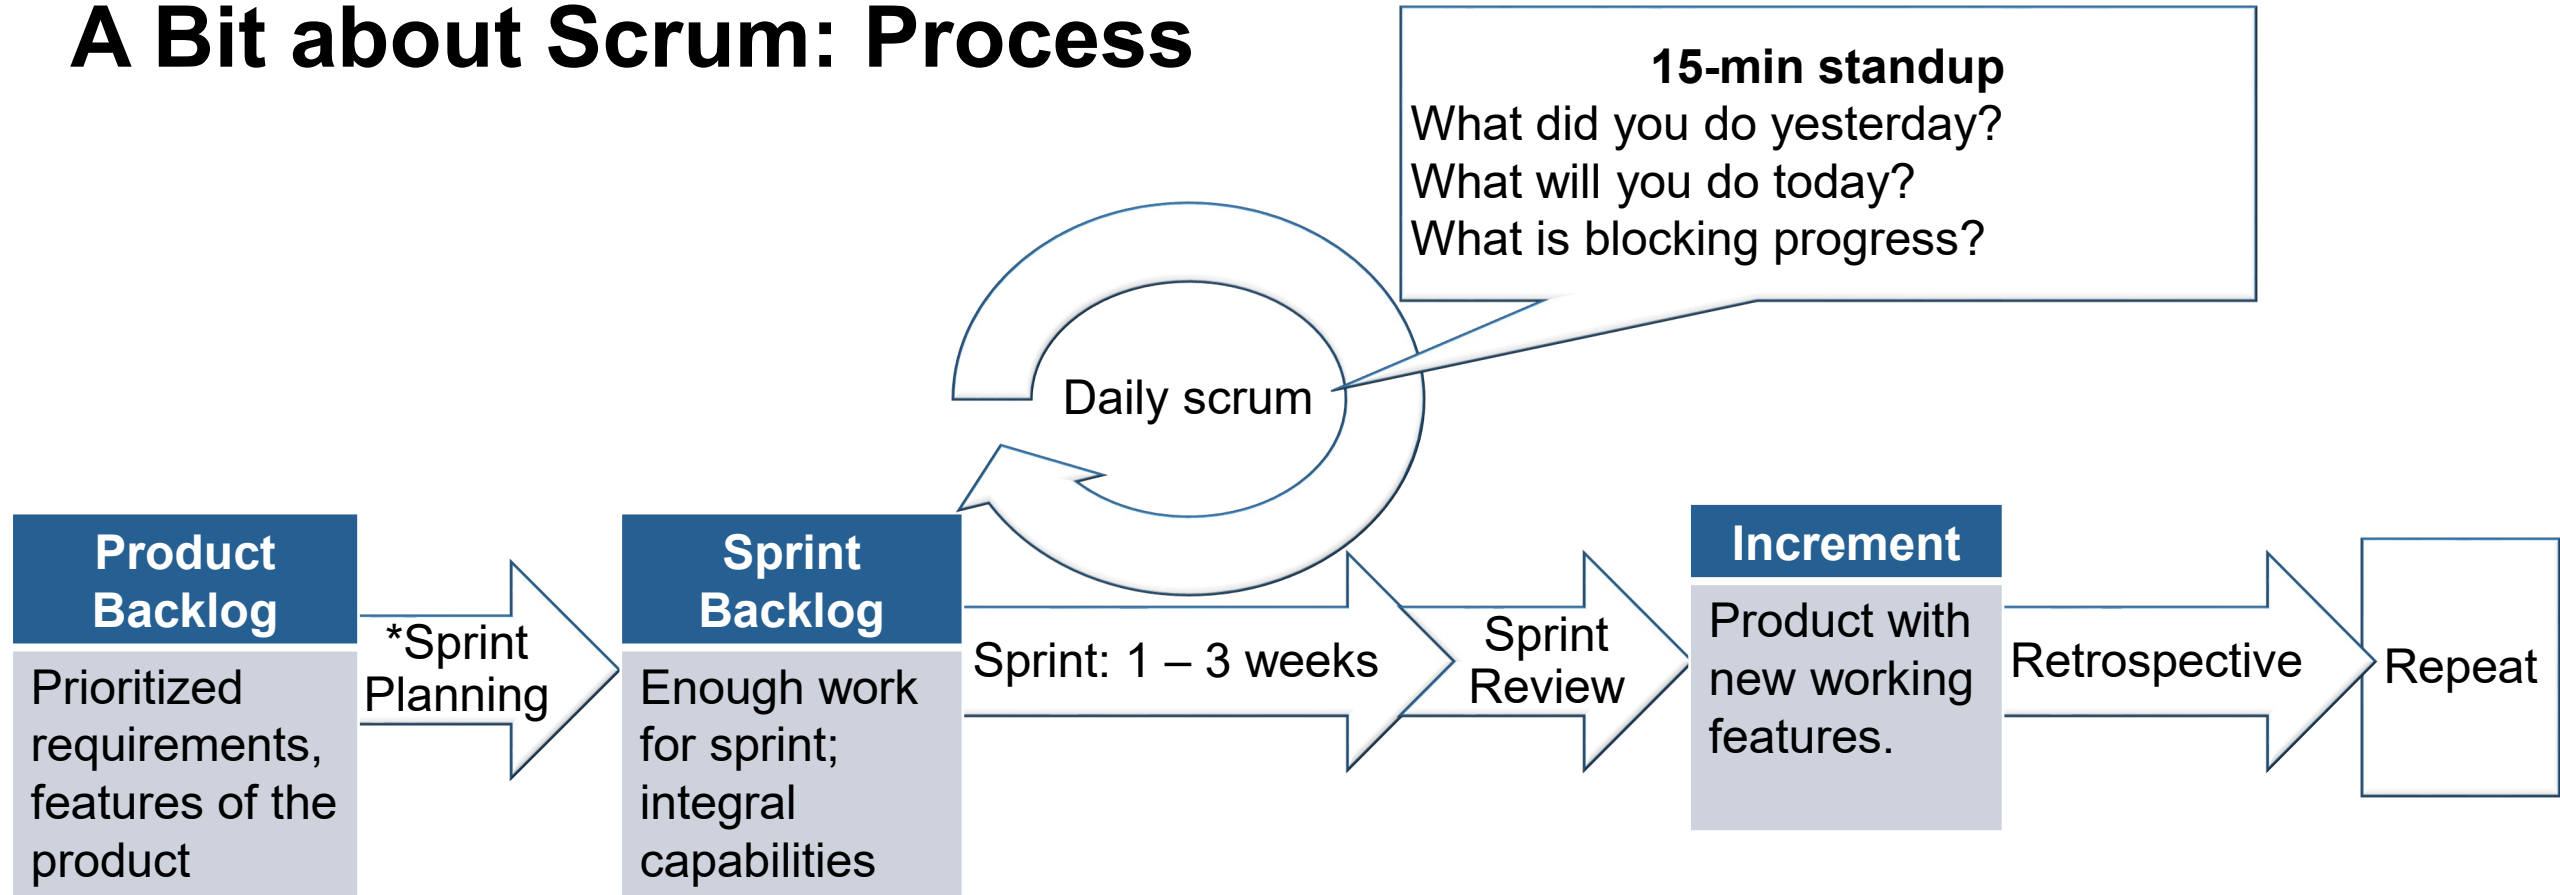 A Bit about Scrum: Process
15-min standup
What did you do yesterday?
What will you do today?
What is blocking progress?
Daily scrum
Product
Backlog
Prioritized
requirements,
features of the
product
*Sprint
Planning
Sprint
Backlog
Enough work
for sprint;
integral
capabilities
Sprint: 1 – 3 weeks
Sprint
Review
Increment
Product with
new working
features.
Retrospective
Repeat